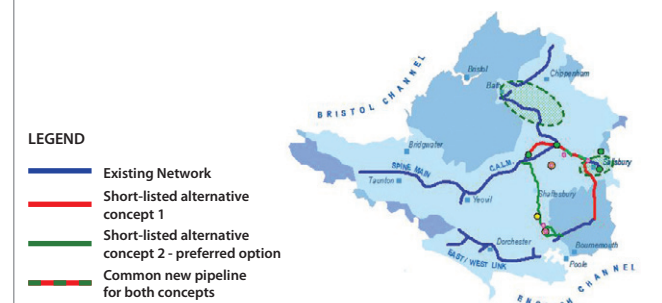 LEGEND
Existing Network
Short-listed alternative
concept 1
Short-listed alternative
concept 2 - preferred option
Common new pipeline
for both concepts
BRISTOL CHANNEL
Bristol
Chippenham
Bath
Bridgwater
Salisbury
SPINE MAIN
C.A.L.M.
Taunton
Shaftesbury
Yeovil
Dorchester
Bournemouth
EAST/WEST LINK
Poole
ENGLISH CHANNEL